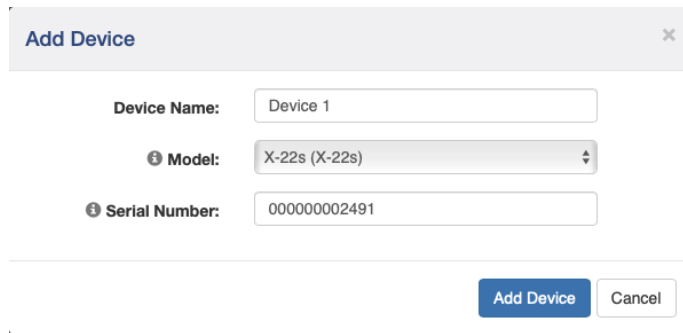 Add Device
×
Device Name: Device 1
Model: X-22s (X-22s)
Serial Number: 000000002491
Add Device Cancel